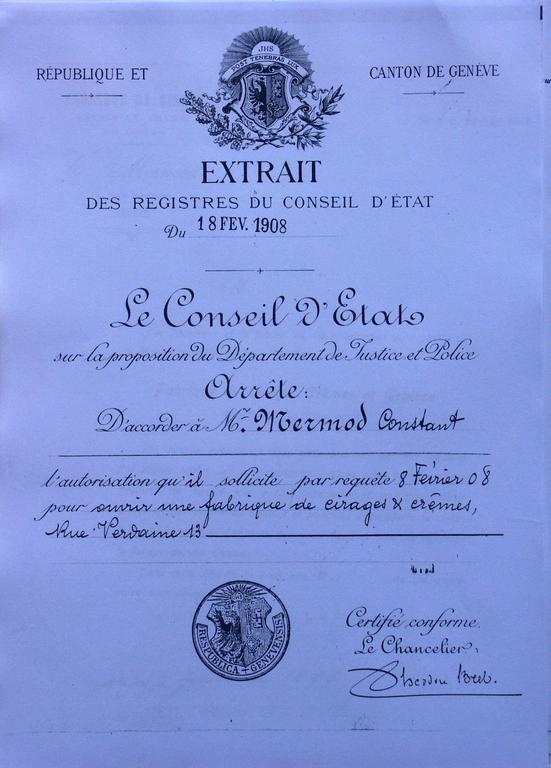 JHS
POST TENEBRAS LUX
RÉPUBLIQUE ET CANTON DE GENÈVE
EXTRAIT
DES REGISTRES DU CONSEIL D'ÉTAT
Du 18 FEV. 1908
Le Conseil d'Etat
sur la proposition du Département de Justice et Police
Arrête:
D'accorder à Mr. Mermod Constant
l'autorisation qu'il sollicite par requête 8 Février 08
pour ouvrir une fabrique de cirages & crèmes,
Rue Verdaine 13
RESPUBLICA GENEVENSIS
Certifié conforme.
Le Chancelier: